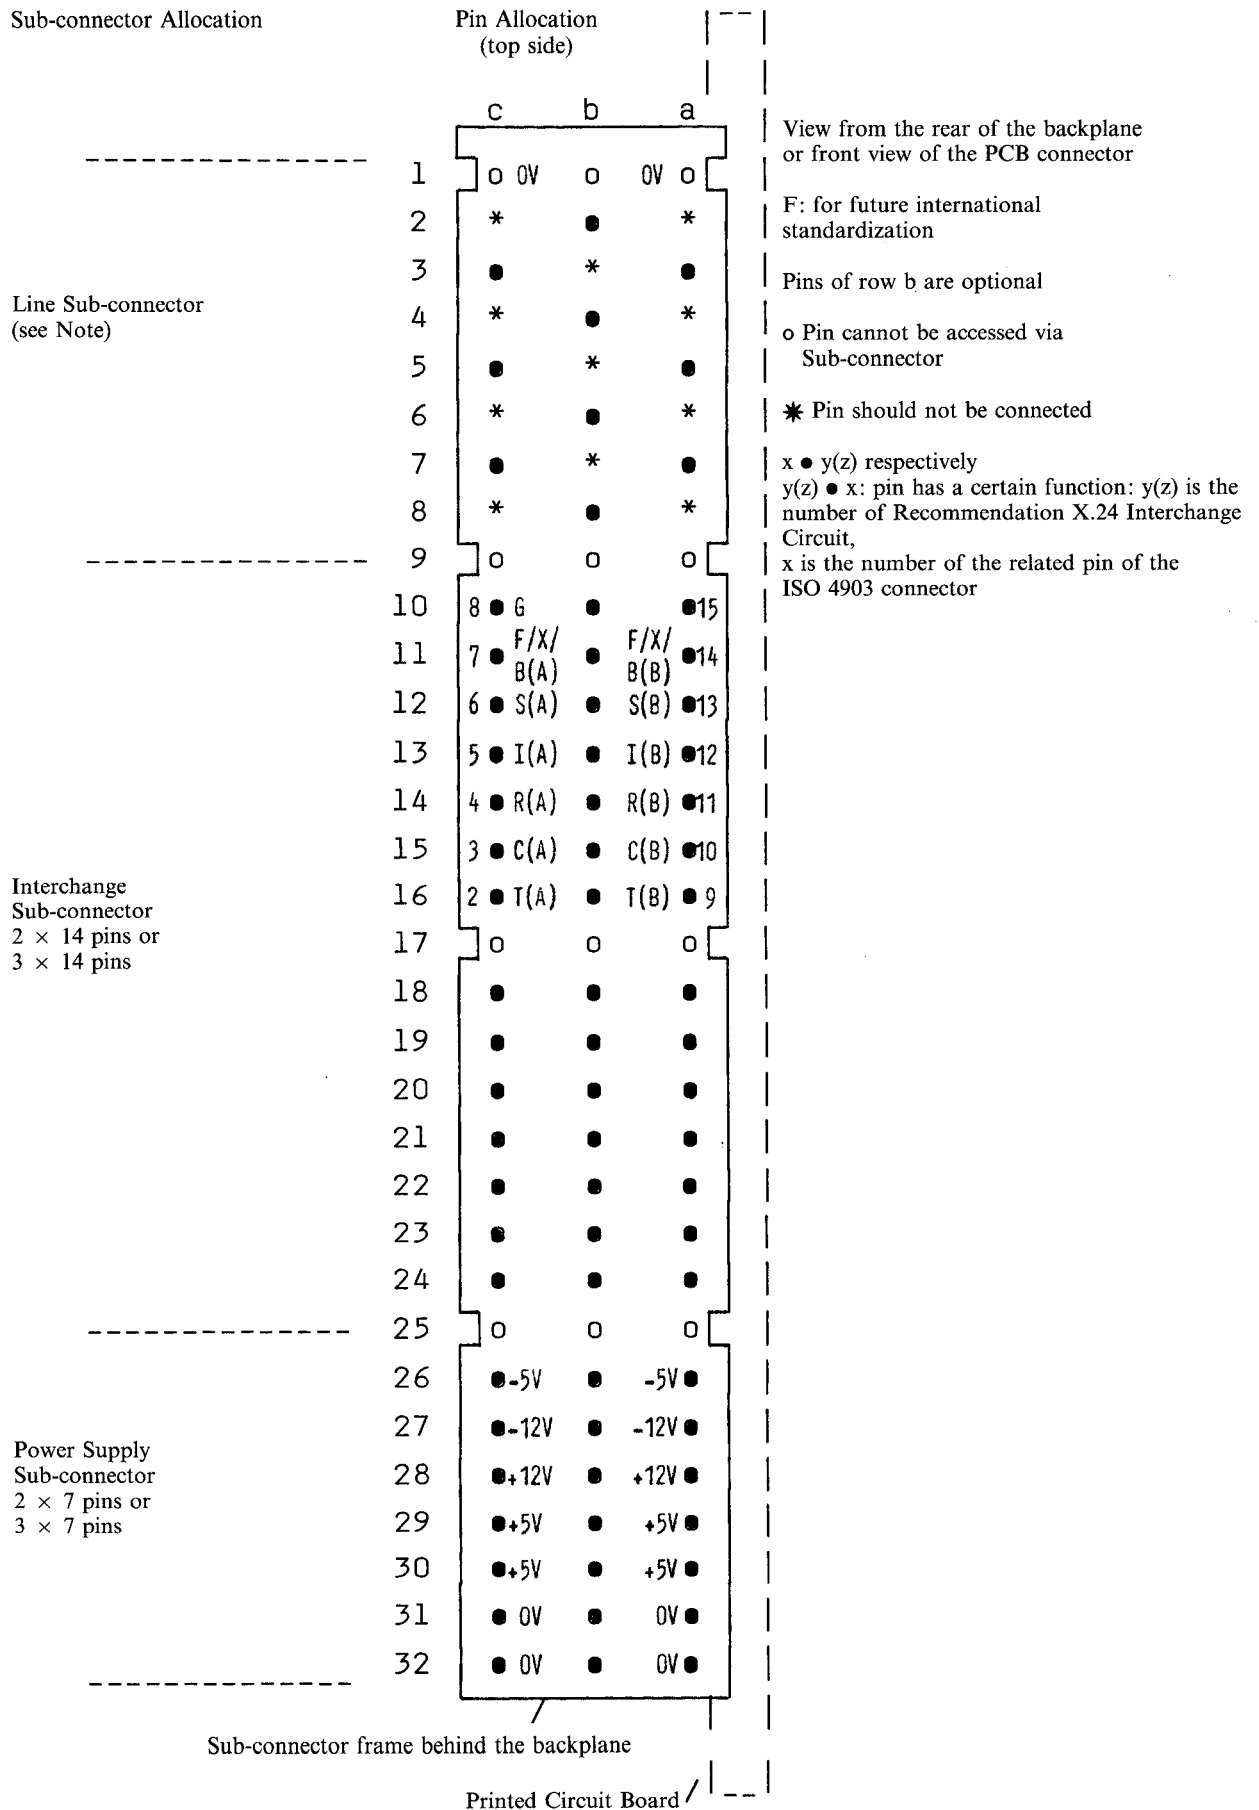 Sub-connector Allocation
Pin Allocation
(top side)
c b a
View from the rear of the backplane
or front view of the PCB connector
F: for future international
standardization
Pins of row b are optional
o Pin cannot be accessed via
Sub-connector
* Pin should not be connected
x ● y(z) respectively
y(z) ● x: pin has a certain function: y(z) is the
number of Recommendation X.24 Interchange
Circuit,
x is the number of the related pin of the
ISO 4903 connector
Line Sub-connector
(see Note)
Interchange
Sub-connector
2 × 14 pins or
3 × 14 pins
Power Supply
Sub-connector
2 × 7 pins or
3 × 7 pins
1 o 0V o 0V o
2 * ● *
3 ● * ●
4 * ● *
5 ● * ●
6 * ● *
7 ● * ●
8 * ● *
9 o o o
10 8 ● G ● ● 15
11 7 ● F/X/ B(A) ● F/X/ B(B) ● 14
12 6 ● S(A) ● S(B) ● 13
13 5 ● I(A) ● I(B) ● 12
14 4 ● R(A) ● R(B) ● 11
15 3 ● C(A) ● C(B) ● 10
16 2 ● T(A) ● T(B) ● 9
17 o o o
18 ● ● ●
19 ● ● ●
20 ● ● ●
21 ● ● ●
22 ● ● ●
23 ● ● ●
24 ● ● ●
25 o o o
26 ● -5V ● -5V ●
27 ● -12V ● -12V ●
28 ● +12V ● +12V ●
29 ● +5V ● +5V ●
30 ● +5V ● +5V ●
31 ● 0V ● 0V ●
32 ● 0V ● 0V ●
Sub-connector frame behind the backplane
Printed Circuit Board